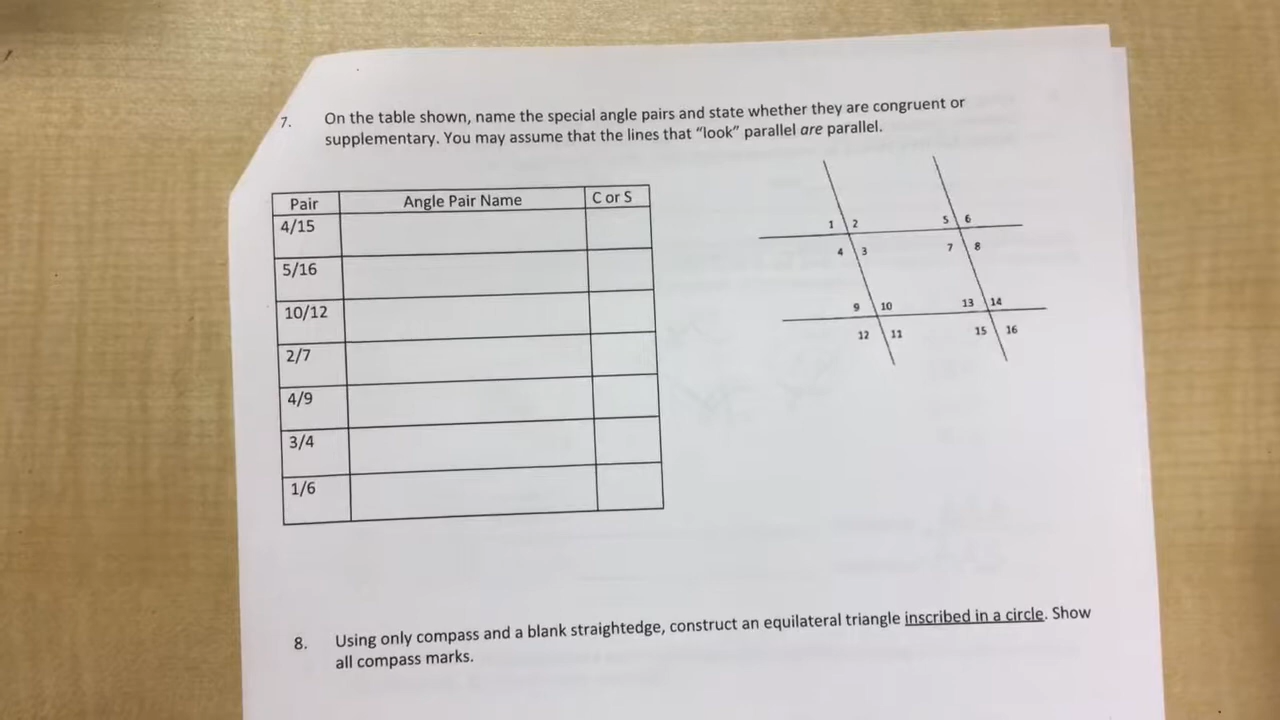 7. On the table shown, name the special angle pairs and state whether they are congruent or
supplementary. You may assume that the lines that “look” parallel are parallel.
Pair Angle Pair Name C or S
4/15
5/16
10/12
2/7
4/9
3/4
1/6
1 2 5 6
4 3 7 8
9 10 13 14
12 11 15 16
8. Using only compass and a blank straightedge, construct an equilateral triangle inscribed in a circle. Show
all compass marks.